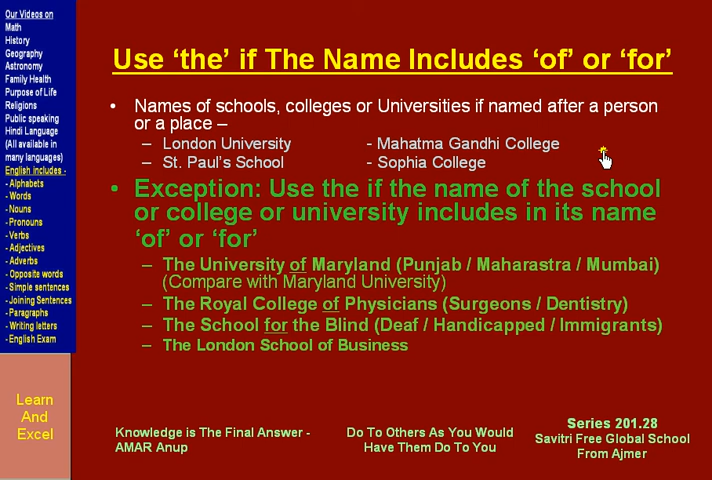 Our Videos on
Math
History
Geography
Astronomy
Family Health
Purpose of Life
Religions
Public speaking
Hindi Language
(All available in
many languages)
English includes -
- Alphabets
- Words
- Nouns
- Pronouns
- Verbs
- Adjectives
- Adverbs
- Opposite words
- Simple sentences
- Joining Sentences
- Paragraphs
- Writing letters
- English Exam
Learn
And
Excel
Use ‘the’ if The Name Includes ‘of’ or ‘for’
• Names of schools, colleges or Universities if named after a person
or a place –
– London University - Mahatma Gandhi College
– St. Paul’s School - Sophia College
• Exception: Use the if the name of the school
or college or university includes in its name
‘of’ or ‘for’
– The University of Maryland (Punjab / Maharastra / Mumbai)
(Compare with Maryland University)
– The Royal College of Physicians (Surgeons / Dentistry)
– The School for the Blind (Deaf / Handicapped / Immigrants)
– The London School of Business
Knowledge is The Final Answer -
AMAR Anup
Do To Others As You Would
Have Them Do To You
Series 201.28
Savitri Free Global School
From Ajmer